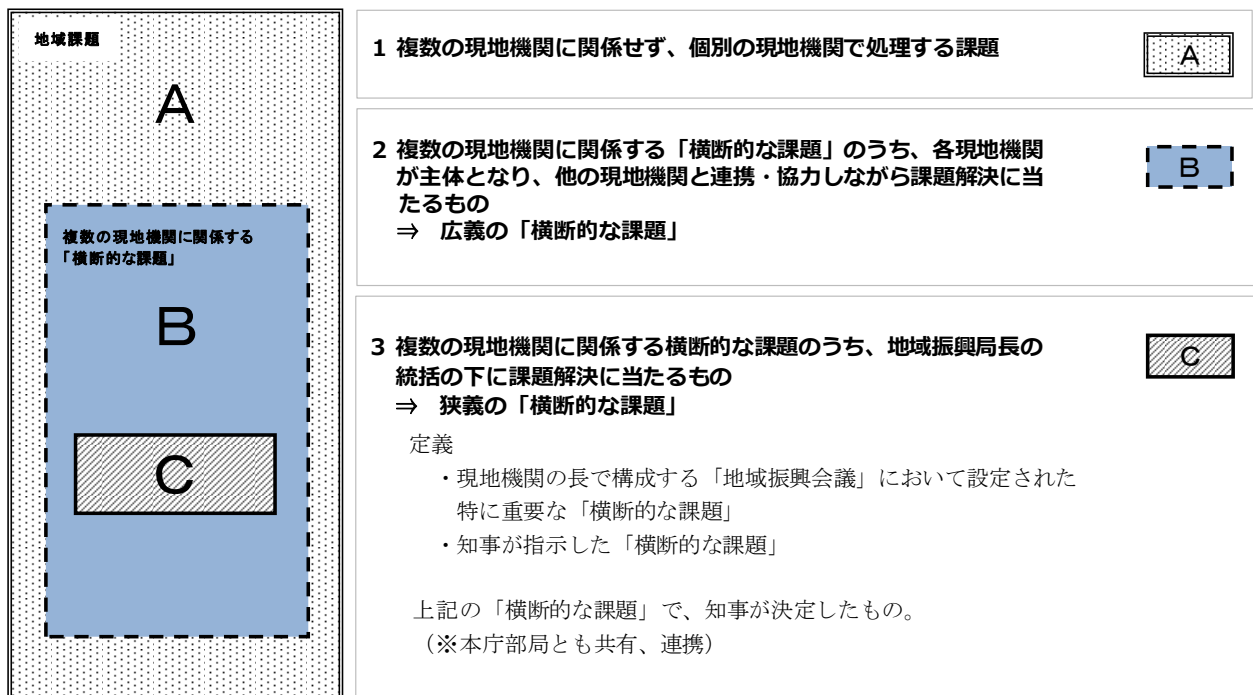 地域課題
A
複数の現地機関に関係する
「横断的な課題」
B
C
1 複数の現地機関に関係せず、個別の現地機関で処理する課題
A
2 複数の現地機関に関係する「横断的な課題」のうち、各現地機関
が主体となり、他の現地機関と連携・協力しながら課題解決に当
たるもの
⇒ 広義の「横断的な課題」
B
3 複数の現地機関に関係する横断的な課題のうち、地域振興局長の
統括の下に課題解決に当たるもの
⇒ 狭義の「横断的な課題」
C
定義
・現地機関の長で構成する「地域振興会議」において設定された
特に重要な「横断的な課題」
・知事が指示した「横断的な課題」
上記の「横断的な課題」で、知事が決定したもの。
（※本庁部局とも共有、連携）